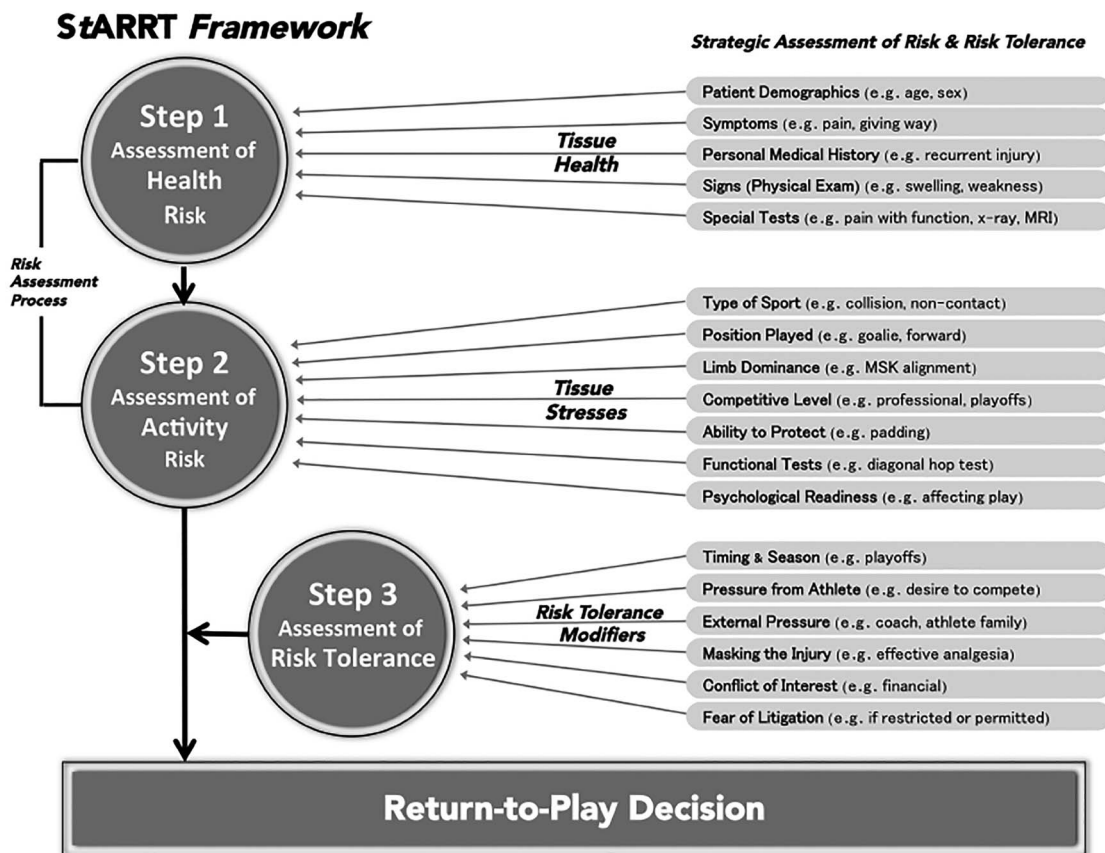 StARRT Framework
Strategic Assessment of Risk & Risk Tolerance
Step 1
Assessment of
Health
Risk
Tissue
Health
Patient Demographics (e.g. age, sex)
Symptoms (e.g. pain, giving way)
Personal Medical History (e.g. recurrent injury)
Signs (Physical Exam) (e.g. swelling, weakness)
Special Tests (e.g. pain with function, x-ray, MRI)
Risk
Assessment
Process
Step 2
Assessment of
Activity
Risk
Tissue
Stresses
Type of Sport (e.g. collision, non-contact)
Position Played (e.g. goalie, forward)
Limb Dominance (e.g. MSK alignment)
Competitive Level (e.g. professional, playoffs)
Ability to Protect (e.g. padding)
Functional Tests (e.g. diagonal hop test)
Psychological Readiness (e.g. affecting play)
Step 3
Assessment of
Risk Tolerance
Risk Tolerance
Modifiers
Timing & Season (e.g. playoffs)
Pressure from Athlete (e.g. desire to compete)
External Pressure (e.g. coach, athlete family)
Masking the Injury (e.g. effective analgesia)
Conflict of Interest (e.g. financial)
Fear of Litigation (e.g. if restricted or permitted)
Return-to-Play Decision